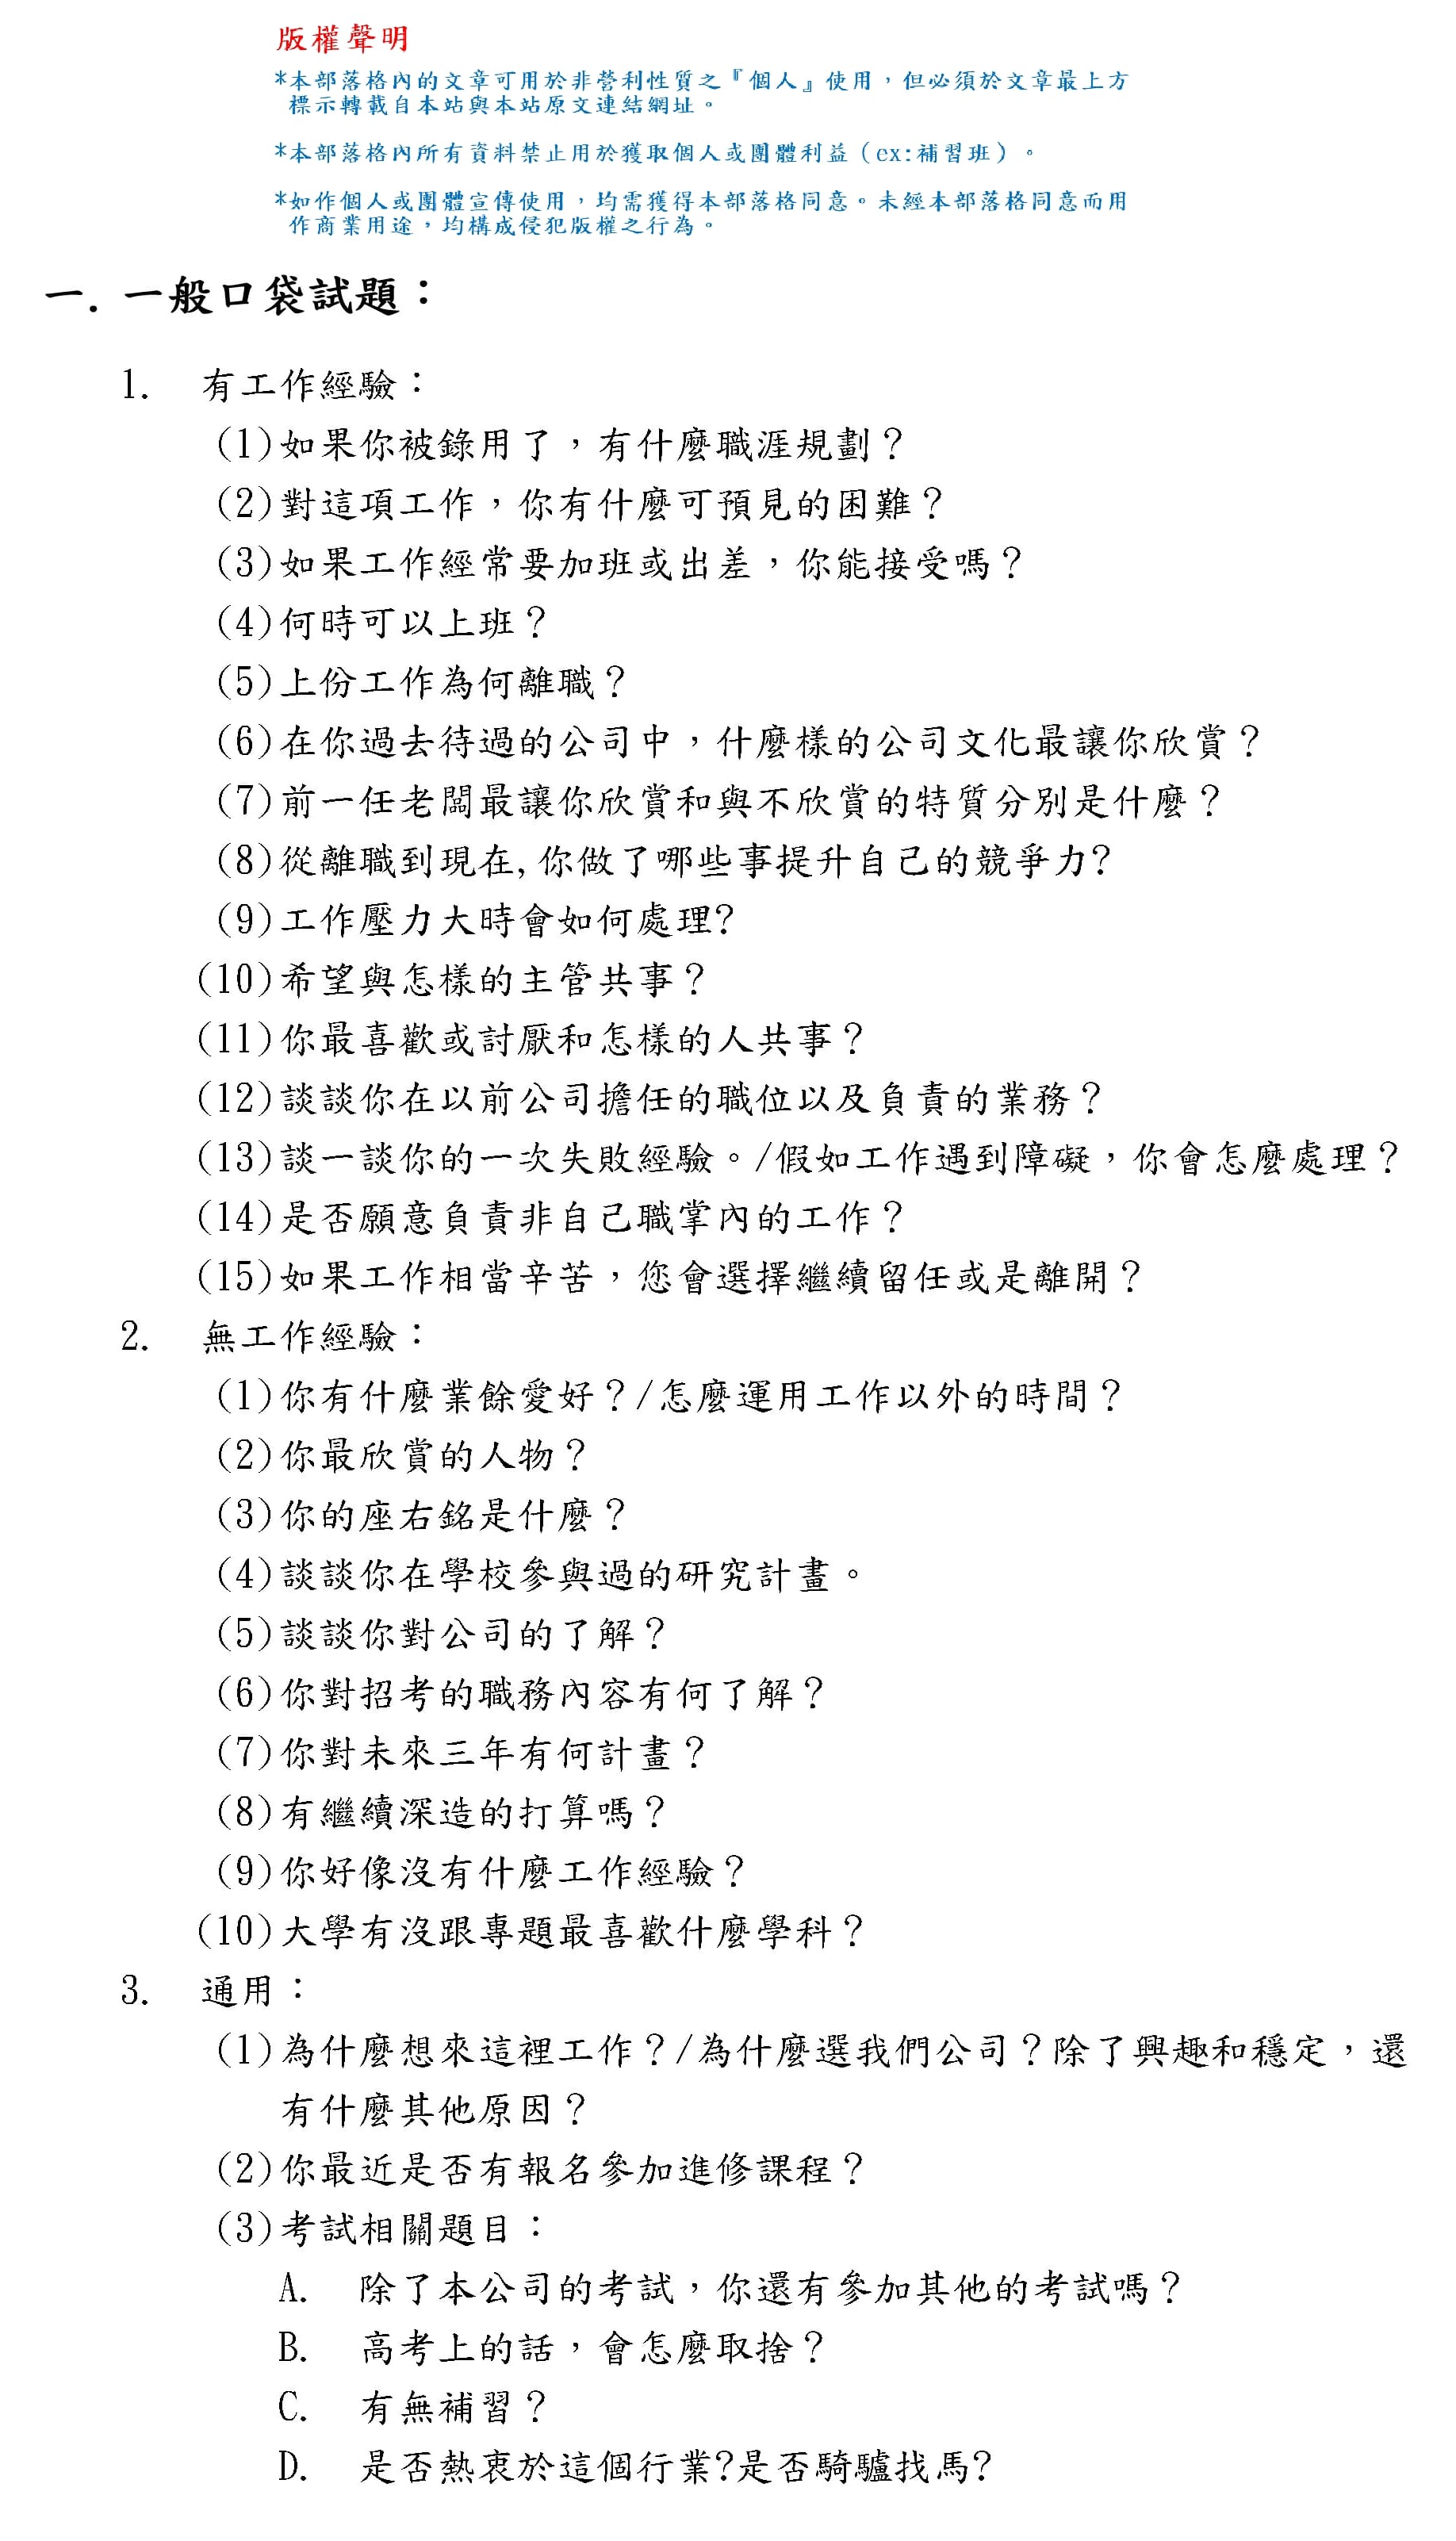 版權聲明
*本部落格內的文章可用於非營利性質之『個人』使用，但必須於文章最上方
標示轉載自本站與本站原文連結網址。
*本部落格內所有資料禁止用於獲取個人或團體利益（ex:補習班）。
*如作個人或團體宣傳使用，均需獲得本部落格同意。未經本部落格同意而用
作商業用途，均構成侵犯版權之行為。
一. 一般口袋試題：
1. 有工作經驗：
(1)如果你被錄用了，有什麼職涯規劃？
(2)對這項工作，你有什麼可預見的困難？
(3)如果工作經常要加班或出差，你能接受嗎？
(4)何時可以上班？
(5)上份工作為何離職？
(6)在你過去待過的公司中，什麼樣的公司文化最讓你欣賞？
(7)前一任老闆最讓你欣賞和與不欣賞的特質分別是什麼？
(8)從離職到現在,你做了哪些事提升自己的競爭力?
(9)工作壓力大時會如何處理?
(10)希望與怎樣的主管共事？
(11)你最喜歡或討厭和怎樣的人共事？
(12)談談你在以前公司擔任的職位以及負責的業務？
(13)談一談你的一次失敗經驗。/假如工作遇到障礙，你會怎麼處理？
(14)是否願意負責非自己職掌內的工作？
(15)如果工作相當辛苦，您會選擇繼續留任或是離開？
2. 無工作經驗：
(1)你有什麼業餘愛好？/怎麼運用工作以外的時間？
(2)你最欣賞的人物？
(3)你的座右銘是什麼？
(4)談談你在學校參與過的研究計畫。
(5)談談你對公司的了解？
(6)你對招考的職務內容有何了解？
(7)你對未來三年有何計畫？
(8)有繼續深造的打算嗎？
(9)你好像沒有什麼工作經驗？
(10)大學有沒跟專題最喜歡什麼學科？
3. 通用：
(1)為什麼想來這裡工作？/為什麼選我們公司？除了興趣和穩定，還
有什麼其他原因？
(2)你最近是否有報名參加進修課程？
(3)考試相關題目：
A. 除了本公司的考試，你還有參加其他的考試嗎？
B. 高考上的話，會怎麼取捨？
C. 有無補習？
D. 是否熱衷於這個行業?是否騎驢找馬?